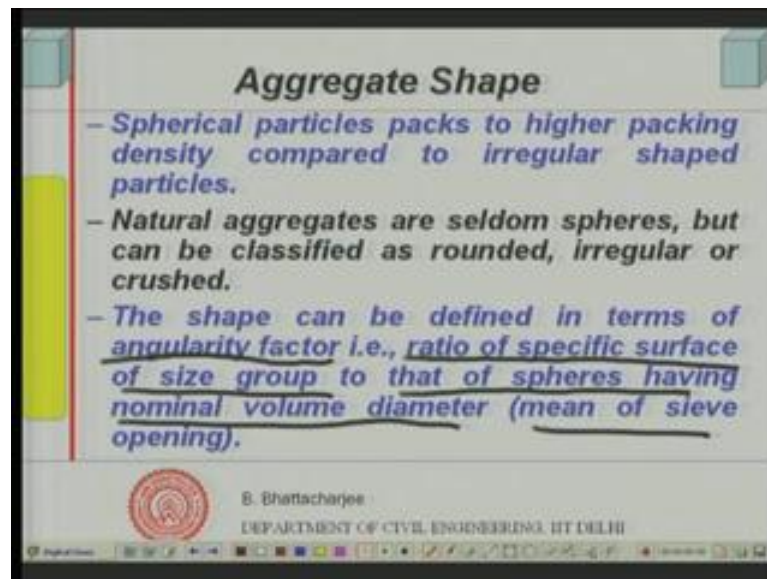 Aggregate Shape
– Spherical particles packs to higher packing
density compared to irregular shaped
particles.
– Natural aggregates are seldom spheres, but
can be classified as rounded, irregular or
crushed.
– The shape can be defined in terms of
angularity factor i.e., ratio of specific surface
of size group to that of spheres having
nominal volume diameter (mean of sieve
opening).
B. Bhattacharjee
DEPARTMENT OF CIVIL ENGINEERING, IIT DELHI